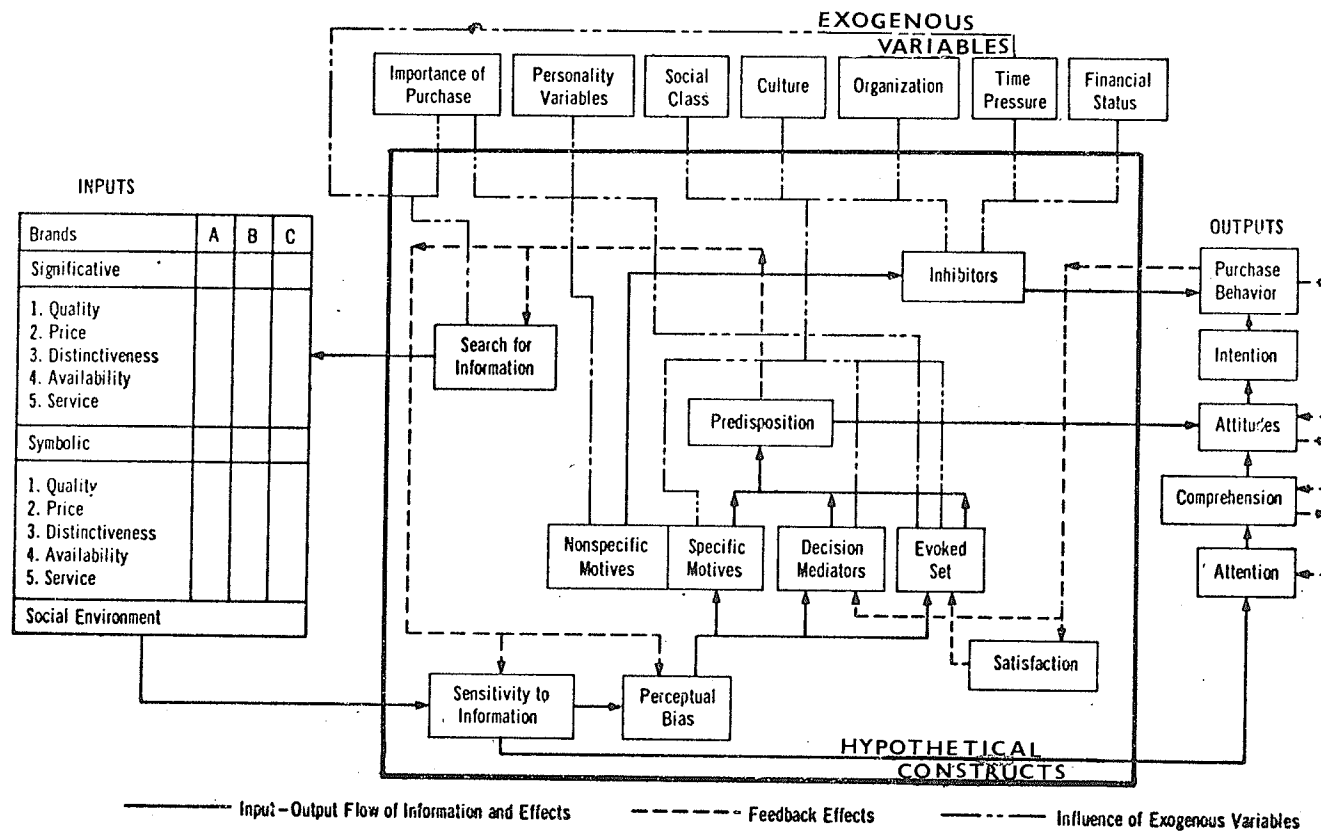 EXOGENOUS
VARIABLES
Importance of
Purchase
Personality
Variables
Social
Class
Culture
Organization
Time
Pressure
Financial
Status
INPUTS
Brands A B C
Significative
1. Quality
2. Price
3. Distinctiveness
4. Availability
5. Service
Symbolic
1. Quality
2. Price
3. Distinctiveness
4. Availability
5. Service
Social Environment
Search for
Information
Inhibitors
Predisposition
Nonspecific
Motives
Specific
Motives
Decision
Mediators
Evoked
Set
Satisfaction
Sensitivity to
Information
Perceptual
Bias
HYPOTHETICAL
CONSTRUCTS
OUTPUTS
Purchase
Behavior
Intention
Attitudes
Comprehension
Attention
Input-Output Flow of Information and Effects
Feedback Effects
Influence of Exogenous Variables